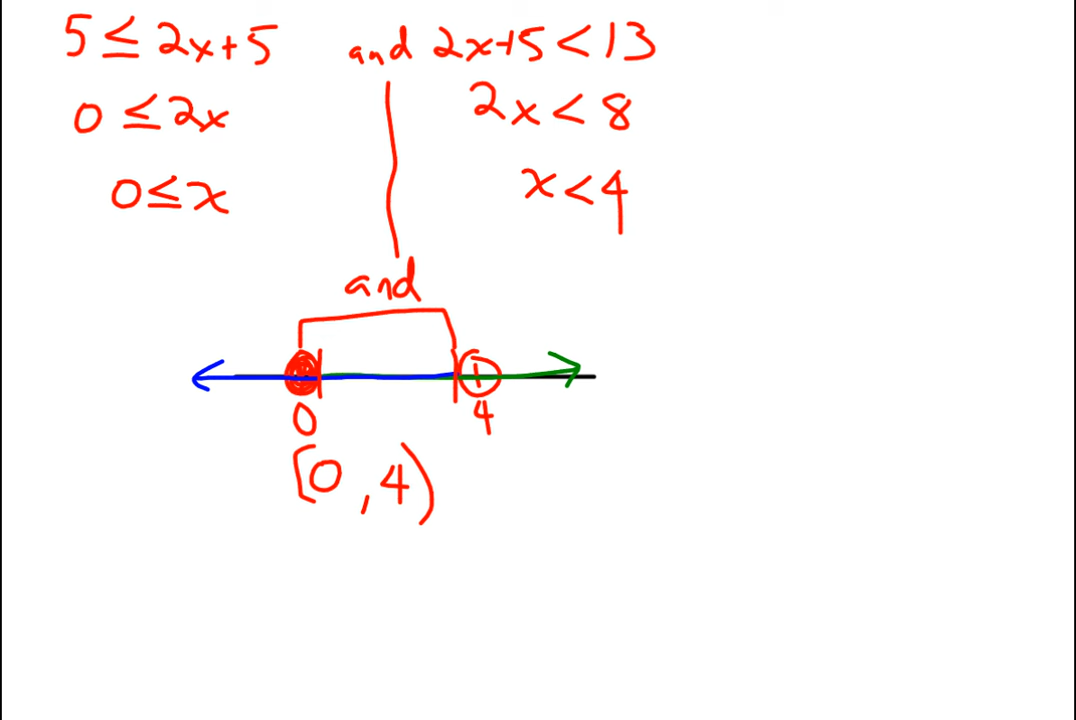 5 ≤ 2x+5 and 2x+5 < 13
0 ≤ 2x 2x < 8
0 ≤ x x < 4
and
0 4
[0, 4)